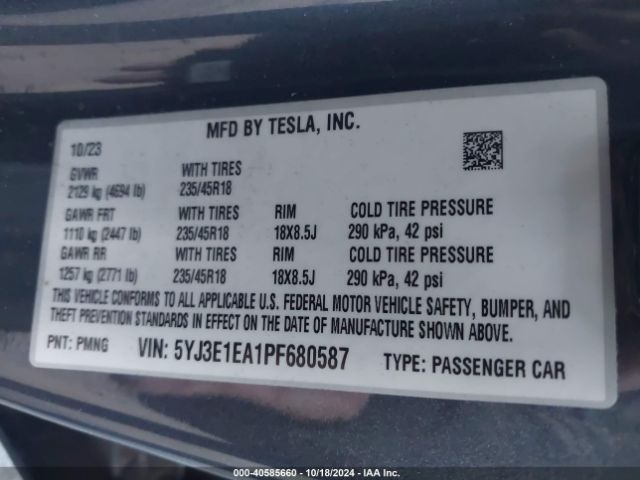 MFD BY TESLA, INC.
10/23
GVWR WITH TIRES
2129 kg (4694 lb) 235/45R18
GAWR FRT WITH TIRES RIM COLD TIRE PRESSURE
1110 kg (2447 lb) 235/45R18 18X8.5J 290 kPa, 42 psi
GAWR RR WITH TIRES RIM COLD TIRE PRESSURE
1257 kg (2771 lb) 235/45R18 18X8.5J 290 kPa, 42 psi
THIS VEHICLE CONFORMS TO ALL APPLICABLE U.S. FEDERAL MOTOR VEHICLE SAFETY, BUMPER, AND
THEFT PREVENTION STANDARDS IN EFFECT ON THE DATE OF MANUFACTURE SHOWN ABOVE.
PNT: PMNG VIN: 5YJ3E1EA1PF680587 TYPE: PASSENGER CAR
000-40585660 - 10/18/2024 - IAA Inc.